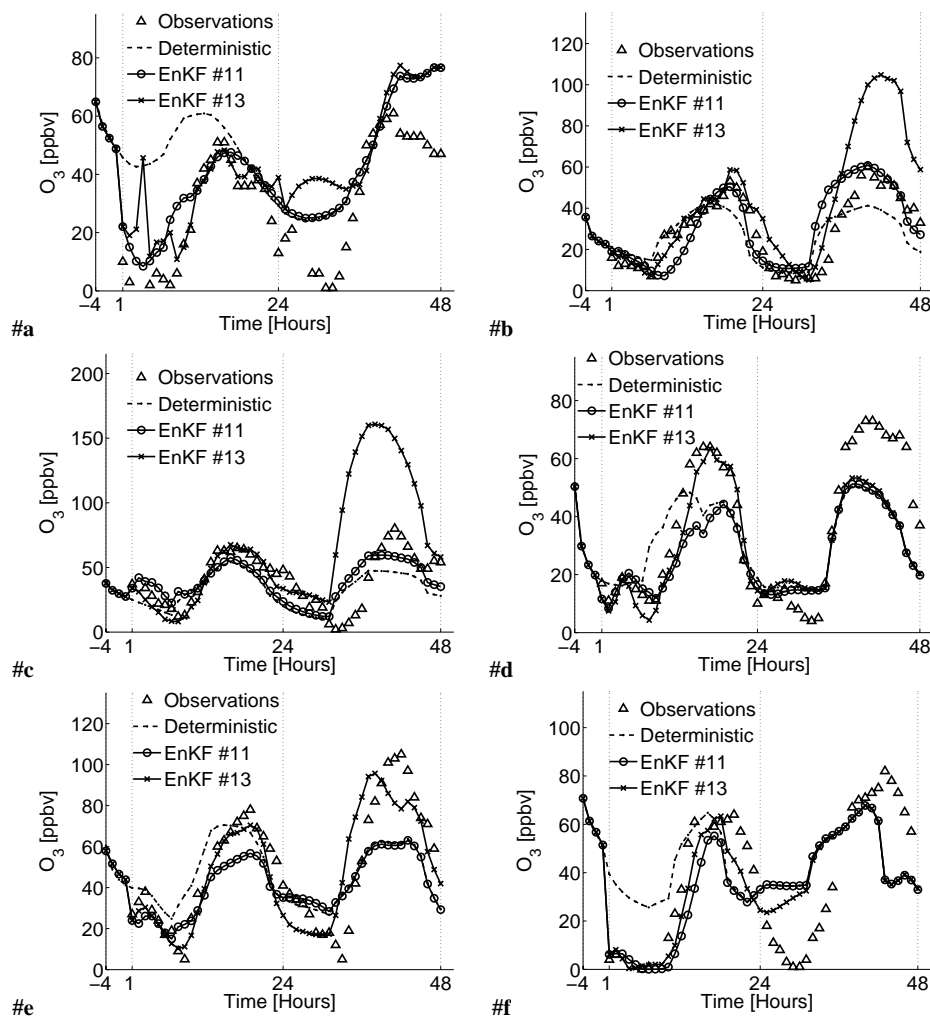 Observations
Deterministic
EnKF #11
EnKF #13
80
60
40
20
0
O3 [ppbv]
−4 1 24 48
Time [Hours]
#a
Observations
Deterministic
EnKF #11
EnKF #13
120
100
80
60
40
20
0
O3 [ppbv]
−4 1 24 48
Time [Hours]
#b
Observations
Deterministic
EnKF #11
EnKF #13
200
150
100
50
0
O3 [ppbv]
−4 1 24 48
Time [Hours]
#c
Observations
Deterministic
EnKF #11
EnKF #13
80
60
40
20
0
O3 [ppbv]
−4 1 24 48
Time [Hours]
#d
Observations
Deterministic
EnKF #11
EnKF #13
120
100
80
60
40
20
0
O3 [ppbv]
−4 1 24 48
Time [Hours]
#e
Observations
Deterministic
EnKF #11
EnKF #13
100
80
60
40
20
0
O3 [ppbv]
−4 1 24 48
Time [Hours]
#f